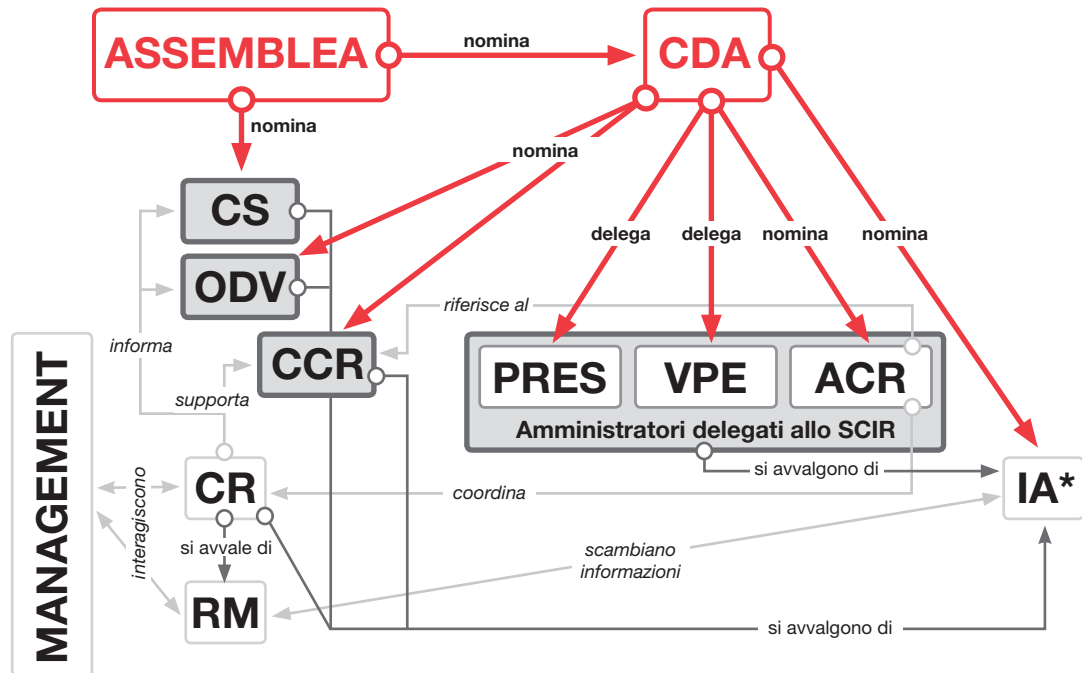 ASSEMBLEA
nomina
CDA
nomina
nomina
CS
delega
delega
nomina
nomina
ODV
riferisce al
informa
CCR
PRES
VPE
ACR
supporta
Amministratori delegati allo SCIR
MANAGEMENT
interagiscono
CR
coordina
si avvalgono di
IA*
si avvale di
scambiano
informazioni
RM
si avvalgono di